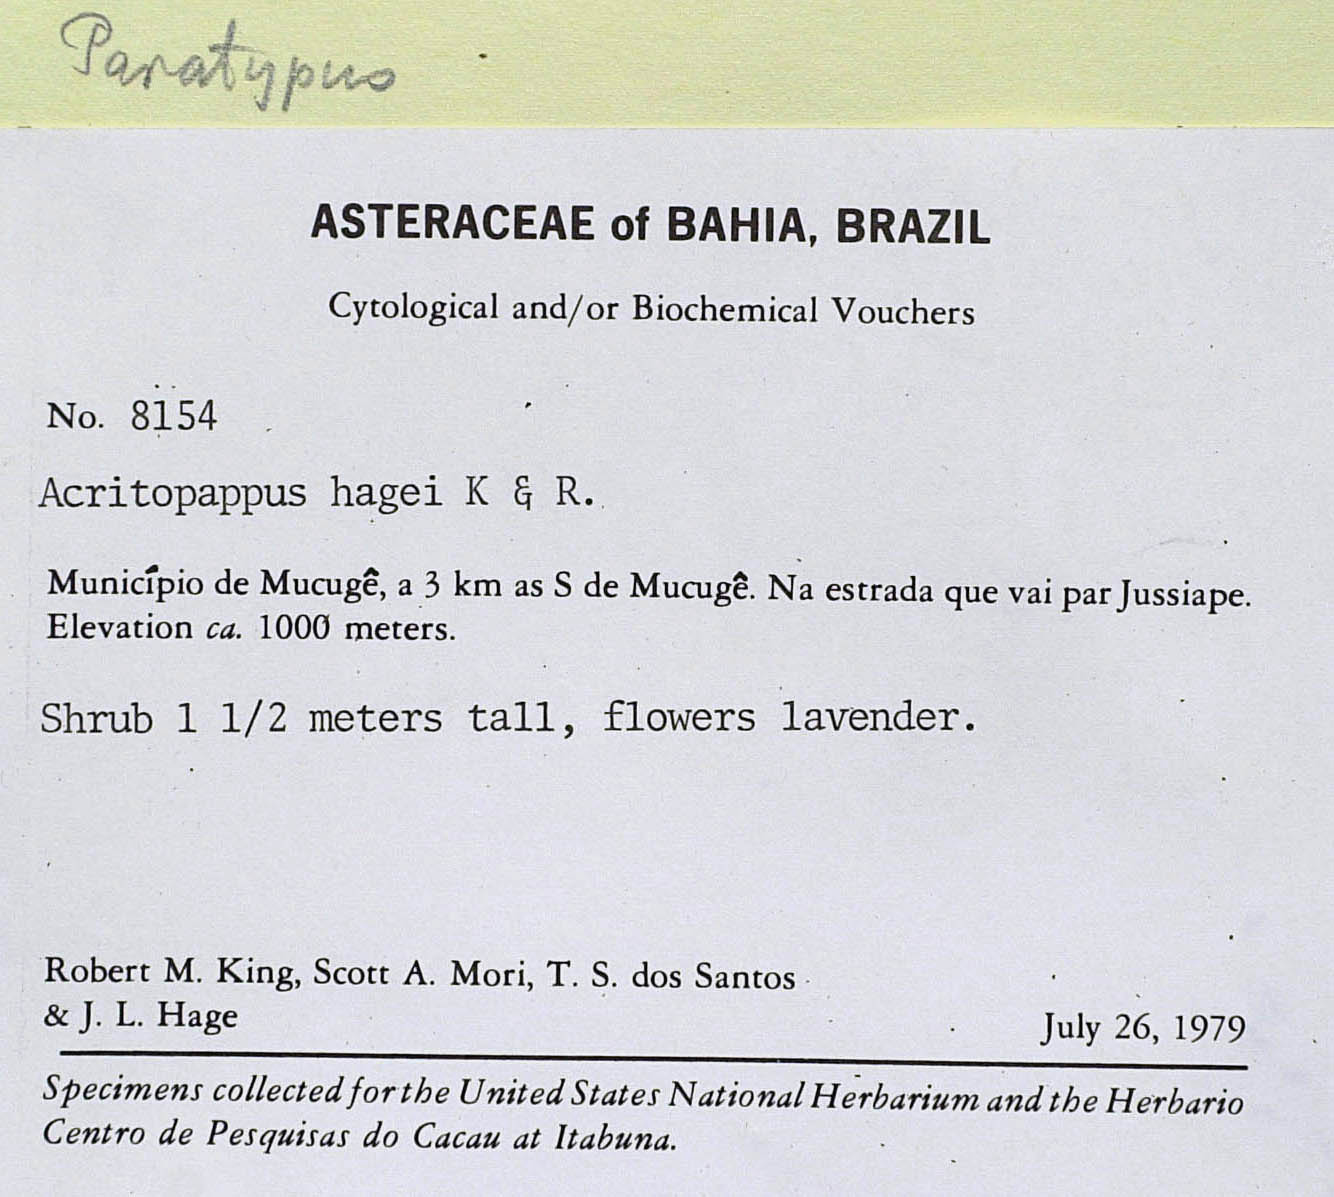 Paratypus
ASTERACEAE of BAHIA, BRAZIL
Cytological and/or Biochemical Vouchers
No. 8154
Acritopappus hagei K & R.
Município de Mucugê, a 3 km as S de Mucugê. Na estrada que vai par Jussiape.
Elevation ca. 1000 meters.
Shrub 1 1/2 meters tall, flowers lavender.
Robert M. King, Scott A. Mori, T. S. dos Santos
& J. L. Hage
July 26, 1979
Specimens collected for the United States National Herbarium and the Herbario
Centro de Pesquisas do Cacau at Itabuna.